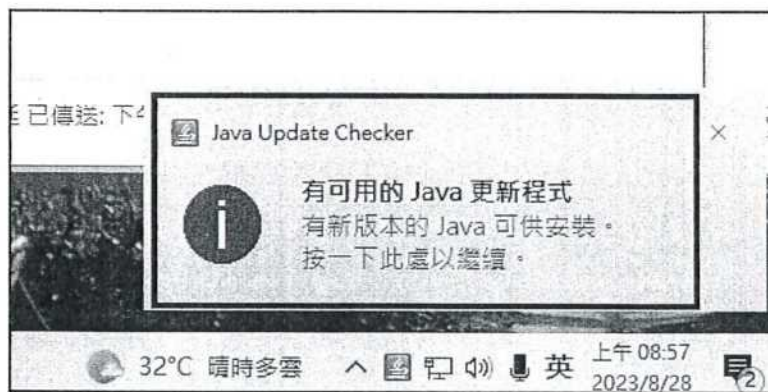 已傳送: 下午
Java Update Checker
有可用的 Java 更新程式
有新版本的 Java 可供安裝。
按一下此處以繼續。
32°C 晴時多雲
英
上午 08:57
2023/8/28
2